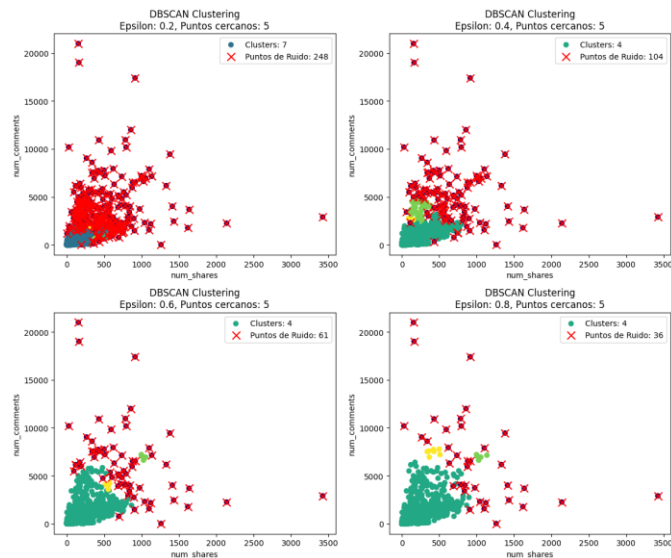 DBSCAN Clustering
Epsilon: 0.2, Puntos cercanos: 5
Clusters: 7
Puntos de Ruido: 248
20000
15000
10000
5000
0
num_comments
0 500 1000 1500 2000 2500 3000 3500
num_shares
DBSCAN Clustering
Epsilon: 0.4, Puntos cercanos: 5
Clusters: 4
Puntos de Ruido: 104
20000
15000
10000
5000
0
num_comments
0 500 1000 1500 2000 2500 3000 3500
num_shares
DBSCAN Clustering
Epsilon: 0.6, Puntos cercanos: 5
Clusters: 4
Puntos de Ruido: 61
20000
15000
10000
5000
0
num_comments
0 500 1000 1500 2000 2500 3000 3500
num_shares
DBSCAN Clustering
Epsilon: 0.8, Puntos cercanos: 5
Clusters: 4
Puntos de Ruido: 36
20000
15000
10000
5000
0
num_comments
0 500 1000 1500 2000 2500 3000 3500
num_shares